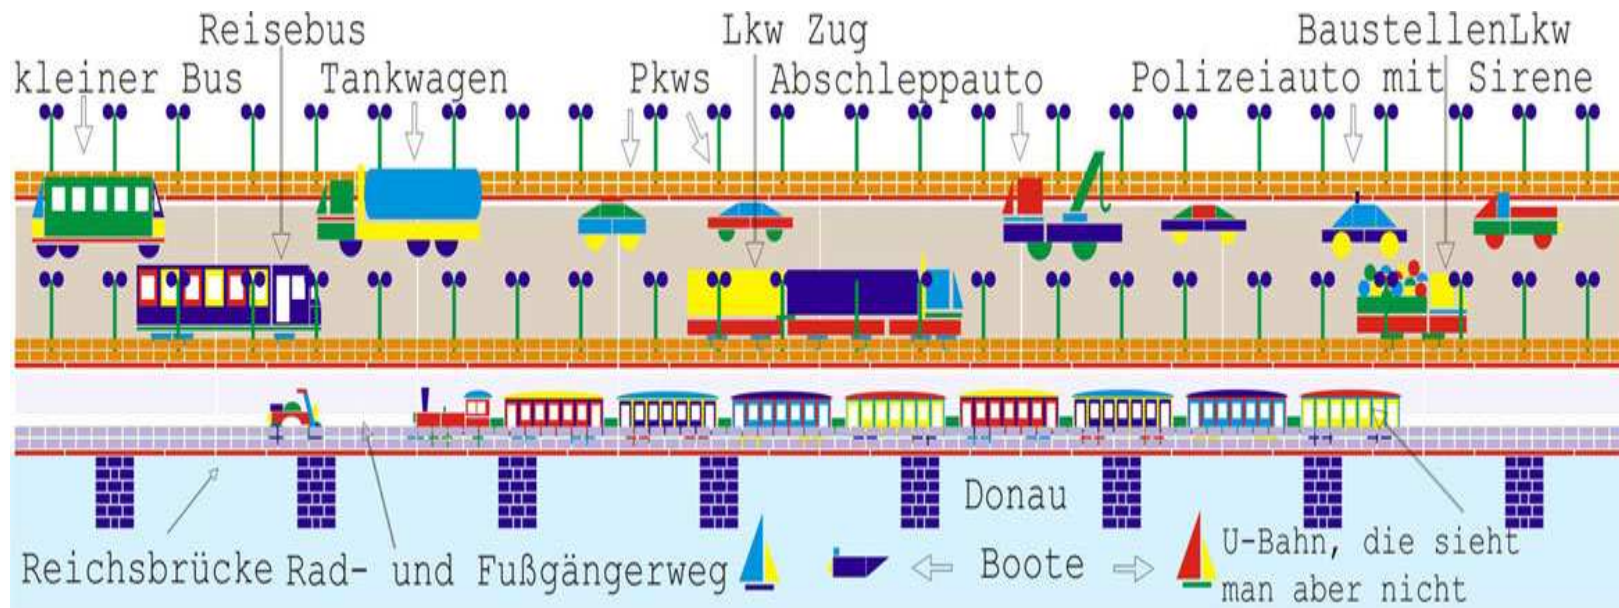 Reisebus
Lkw Zug
BaustellenLkw
kleiner Bus
Tankwagen
Pkws
Abschleppauto
Polizeiauto mit Sirene
Donau
Reichsbrücke
Rad- und Fußgängerweg
Boote
U-Bahn, die sieht
man aber nicht